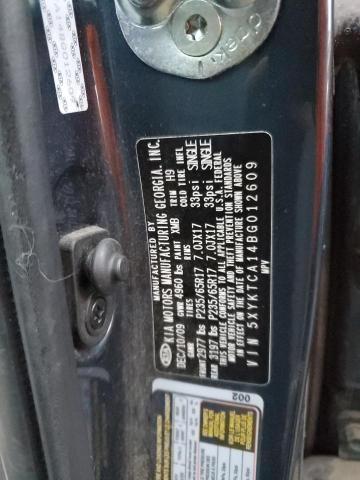 MANUFACTURED BY
KIA MOTORS MANUFACTURING GEORGIA, INC.
DEC/10/09 GVWR 4960 lbs PAINT XMB TRIM H9
GAWR TIRES RIMS COLD TIRE INFL
FRONT 2977 lbs P235/65R17 7.0JX17 33psi SINGLE
REAR 3197 lbs P235/65R17 7.0JX17 33psi SINGLE
THIS VEHICLE CONFORMS TO ALL APPLICABLE U.S.A. FEDERAL
MOTOR VEHICLE SAFETY AND THEFT PREVENTION STANDARDS
IN EFFECT ON THE DATE OF MANUFACTURE SHOWN ABOVE
VIN 5XYKTCA14BG012609
MPV
002